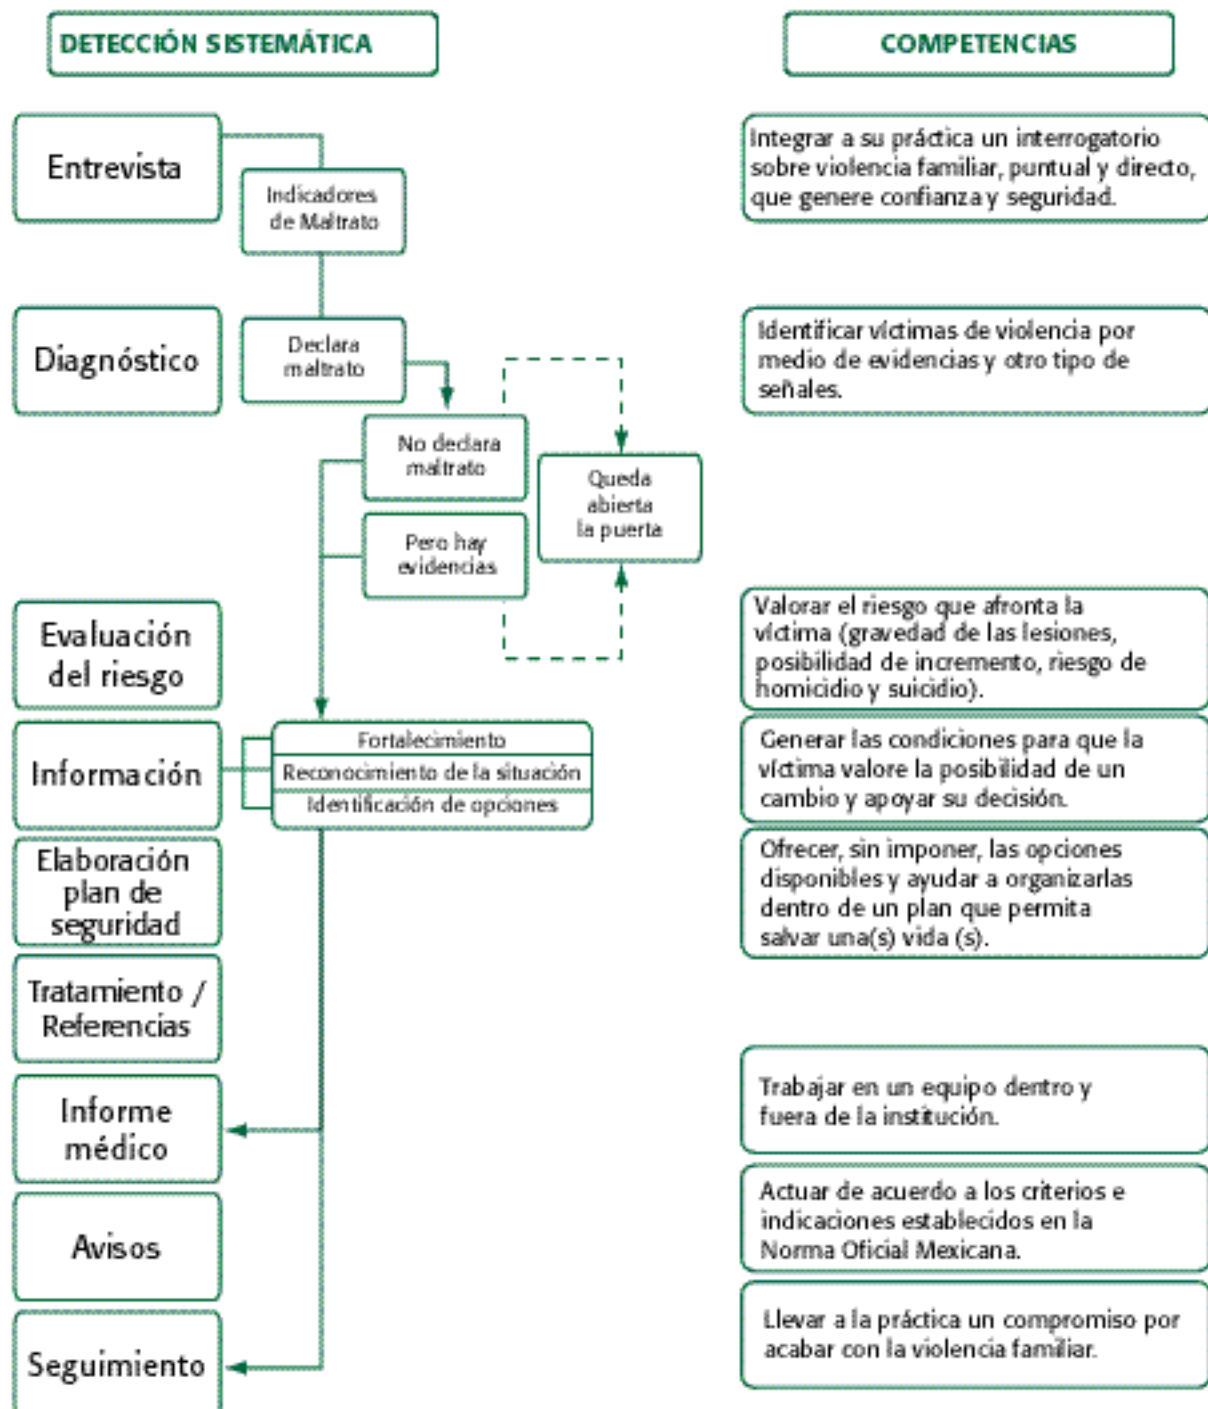 DETECCIÓN SISTEMÁTICA
COMPETENCIAS
Entrevista
Indicadores
de Maltrato
Integrar a su práctica un interrogatorio
sobre violencia familiar, puntual y directo,
que genere confianza y seguridad.
Diagnóstico
Declara
maltrato
Identificar víctimas de violencia por
medio de evidencias y otro tipo de
señales.
No declara
maltrato
Queda
abierta
la puerta
Pero hay
evidencias
Evaluación
del riesgo
Valorar el riesgo que afronta la
víctima (gravedad de las lesiones,
posibilidad de incremento, riesgo de
homicidio y suicidio).
Información
Fortalecimiento
Reconocimiento de la situación
Identificación de opciones
Generar las condiciones para que la
víctima valore la posibilidad de un
cambio y apoyar su decisión.
Elaboración
plan de
seguridad
Ofrecer, sin imponer, las opciones
disponibles y ayudar a organizarlas
dentro de un plan que permita
salvar una(s) vida (s).
Tratamiento /
Referencias
Informe
médico
Trabajar en un equipo dentro y
fuera de la institución.
Avisos
Actuar de acuerdo a los criterios e
indicaciones establecidos en la
Norma Oficial Mexicana.
Seguimiento
Llevar a la práctica un compromiso por
acabar con la violencia familiar.